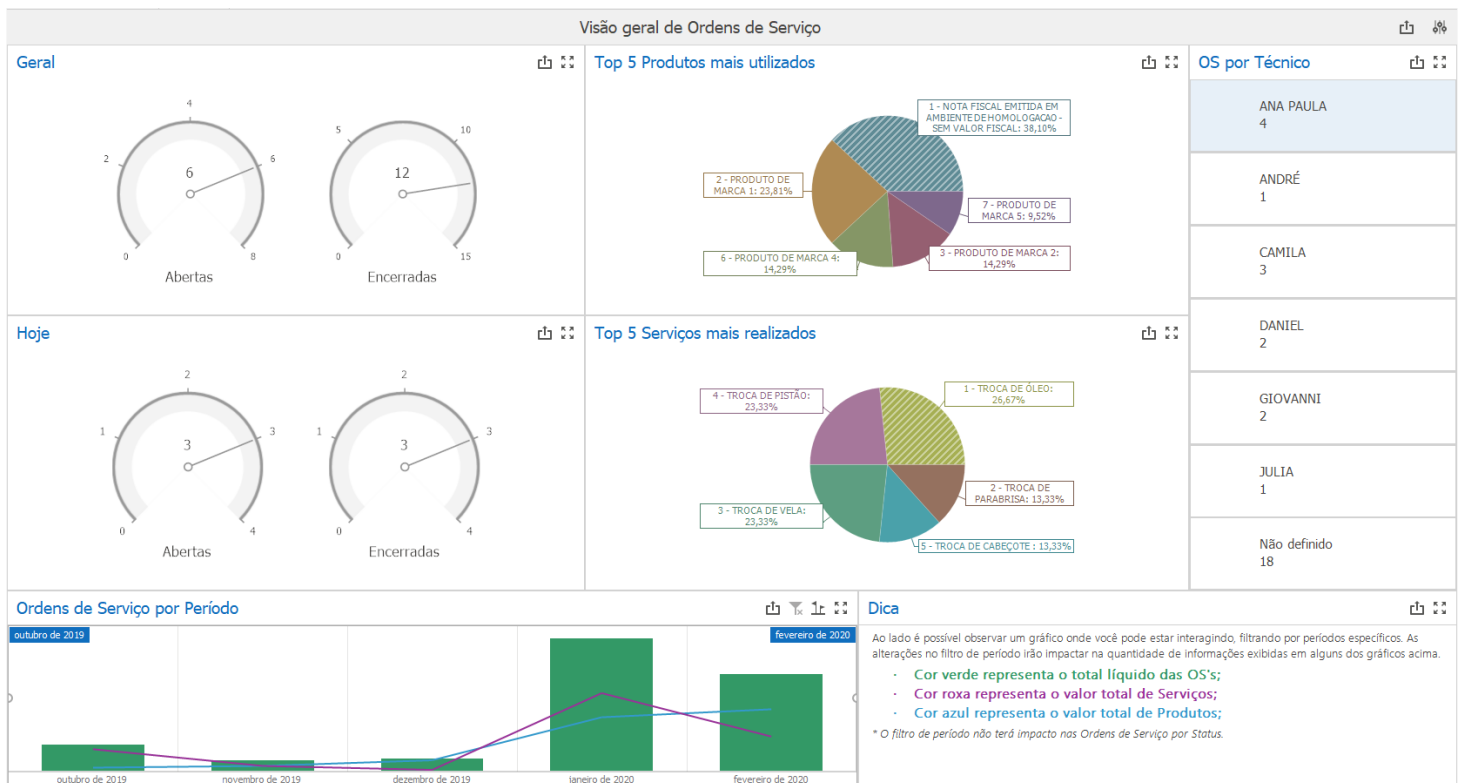 Visão geral de Ordens de Serviço
Geral
4
2
6
6
0
8
Abertas
5
10
12
0
15
Encerradas
Top 5 Produtos mais utilizados
1 - NOTA FISCAL EMITIDA EM
AMBIENTE DE HOMOLOGACAO -
SEM VALOR FISCAL: 38,10%
2 - PRODUTO DE
MARCA 1: 23,81%
7 - PRODUTO DE
MARCA 5: 9,52%
6 - PRODUTO DE MARCA 4:
14,29%
3 - PRODUTO DE MARCA 2:
14,29%
OS por Técnico
ANA PAULA
4
ANDRÉ
1
CAMILA
3
DANIEL
2
GIOVANNI
2
JULIA
1
Não definido
18
Hoje
2
1
3
3
0
4
Abertas
2
1
3
3
0
4
Encerradas
Top 5 Serviços mais realizados
4 - TROCA DE PISTÃO:
23,33%
1 - TROCA DE ÓLEO:
26,67%
2 - TROCA DE
PARABRISA: 13,33%
3 - TROCA DE VELA:
23,33%
5 - TROCA DE CABEÇOTE : 13,33%
Ordens de Serviço por Período
outubro de 2019
fevereiro de 2020
outubro de 2019
novembro de 2019
dezembro de 2019
janeiro de 2020
fevereiro de 2020
Dica
Ao lado é possível observar um gráfico onde você pode estar interagindo, filtrando por períodos específicos. As
alterações no filtro de período irão impactar na quantidade de informações exibidas em alguns dos gráficos acima.
· Cor verde representa o total líquido das OS's;
· Cor roxa representa o valor total de Serviços;
· Cor azul representa o valor total de Produtos;
* O filtro de período não terá impacto nas Ordens de Serviço por Status.